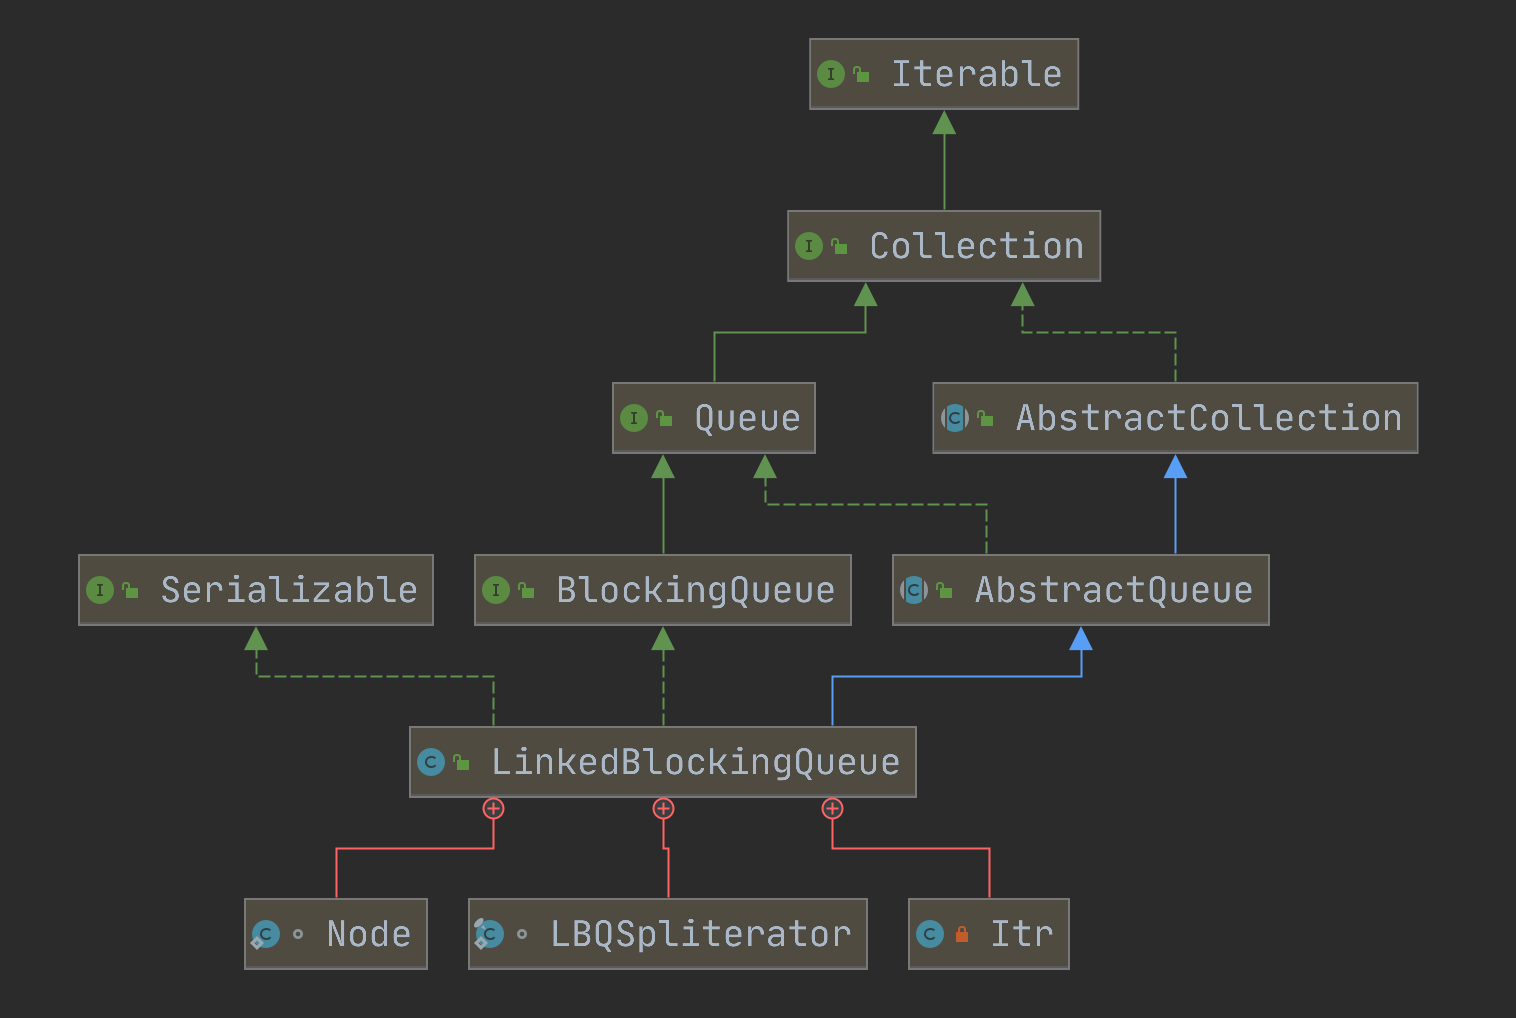 Iterable
Collection
Queue
AbstractCollection
Serializable
BlockingQueue
AbstractQueue
LinkedBlockingQueue
Node
LBQSpliterator
Itr